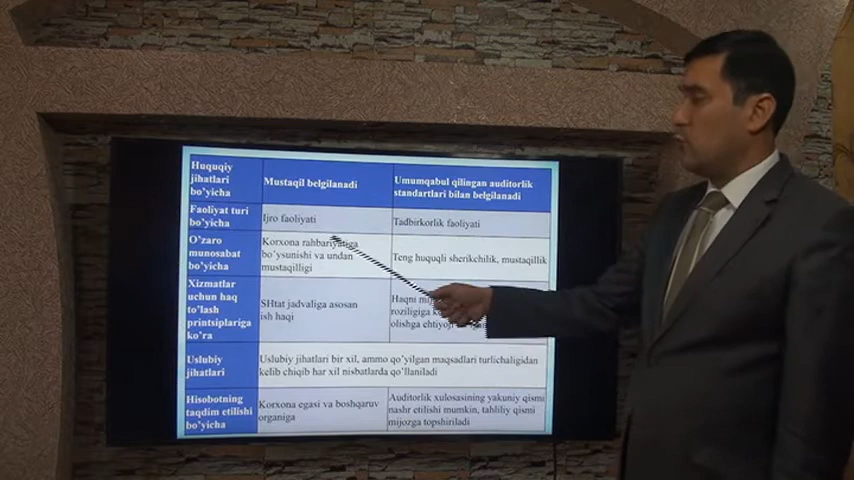 Huquqiy
jihatlari
bo'yicha
Mustaqil belgilanadi
Umumqabul qilingan auditorlik
standartlari bilan belgilanadi
Faoliyat turi
bo'yicha
Ijro faoliyati
Tadbirkorlik faoliyati
O'zaro
munosabat
bo'yicha
Korxona rahbariyatiga
bo'ysunishi va undan
mustaqilligi
Teng huquqli sherikchilik, mustaqillik
Xizmatlar
uchun haq
to'lash
printsiplariga
ko'ra
SHtat jadvaliga asosan
ish haqi
Haqni
roziligiga
olishga ehtiyoj
Uslubiy
jihatlari
Uslubiy jihatlari bir xil, ammo qo'yilgan maqsadlari turlichaligidan
kelib chiqib har xil nisbatlarda qo'llaniladi
Hisobotning
taqdim etilishi
bo'yicha
Korxona egasi va boshqaruv
organiga
Auditorlik xulosasining yakuniy qismi
nashr etilishi mumkin, tahliliy qismi
mijozga topshiriladi